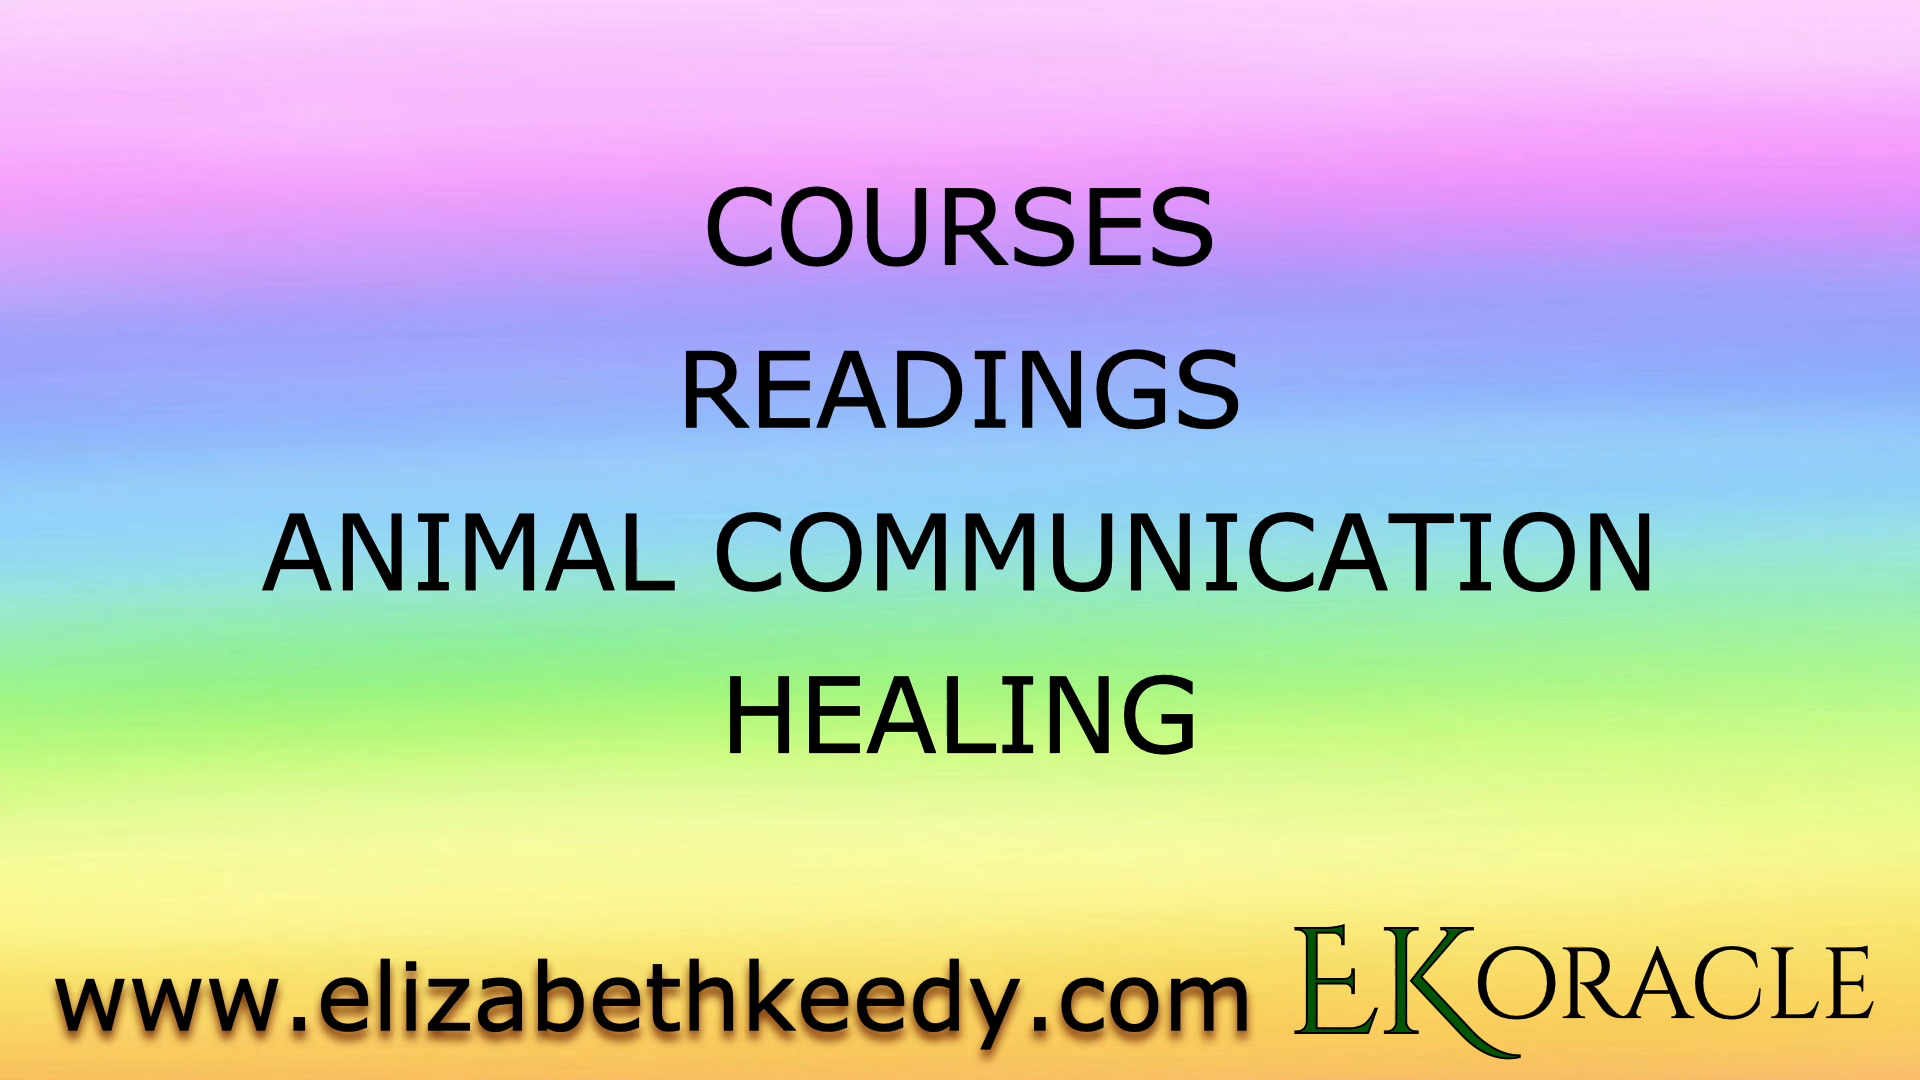 COURSES
READINGS
ANIMAL COMMUNICATION
HEALING
www.elizabethkeedy.com
EKORACLE